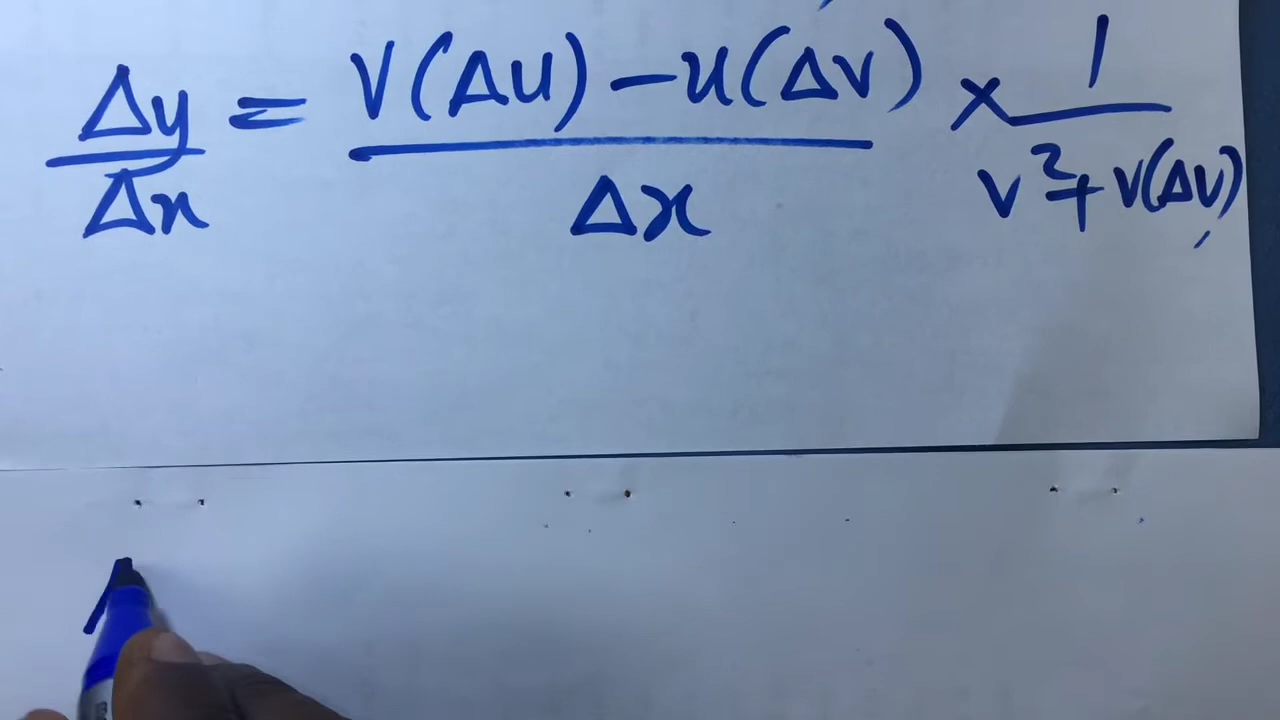 Δy/Δx = V(Δu) - u(Δv)/Δx × 1/v² + v(Δv)